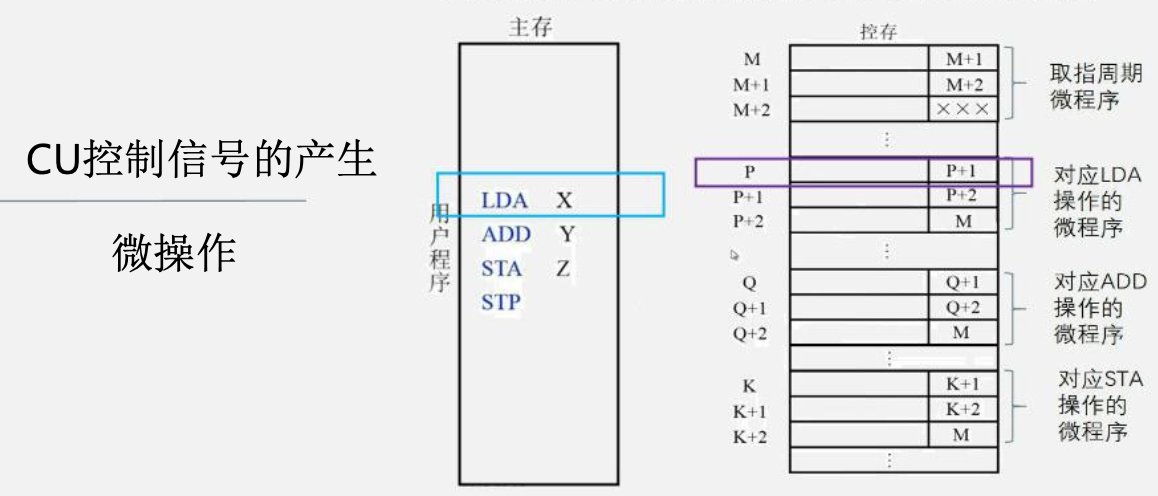 CU控制信号的产生
微操作
主存
用户程序
LDA X
ADD Y
STA Z
STP
控存
M M+1
M+1 M+2
M+2 ×××
取指周期
微程序
⋮
P P+1
P+1 P+2
P+2 M
对应LDA
操作的
微程序
⋮
Q Q+1
Q+1 Q+2
Q+2 M
对应ADD
操作的
微程序
⋮
K K+1
K+1 K+2
K+2 M
对应STA
操作的
微程序
⋮